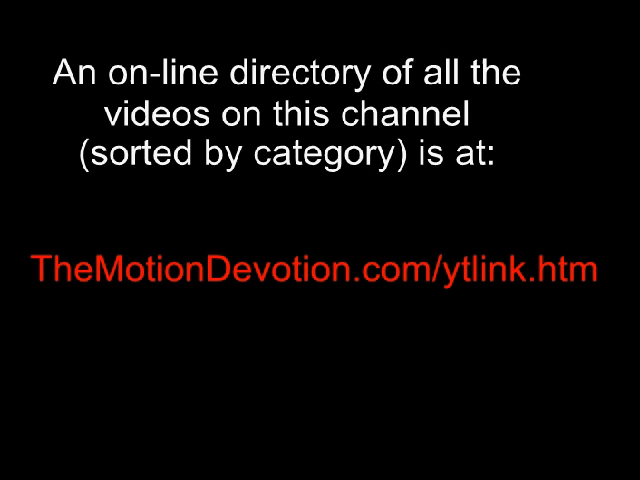 An on-line directory of all the
videos on this channel
(sorted by category) is at:
TheMotionDevotion.com/ytlink.htm